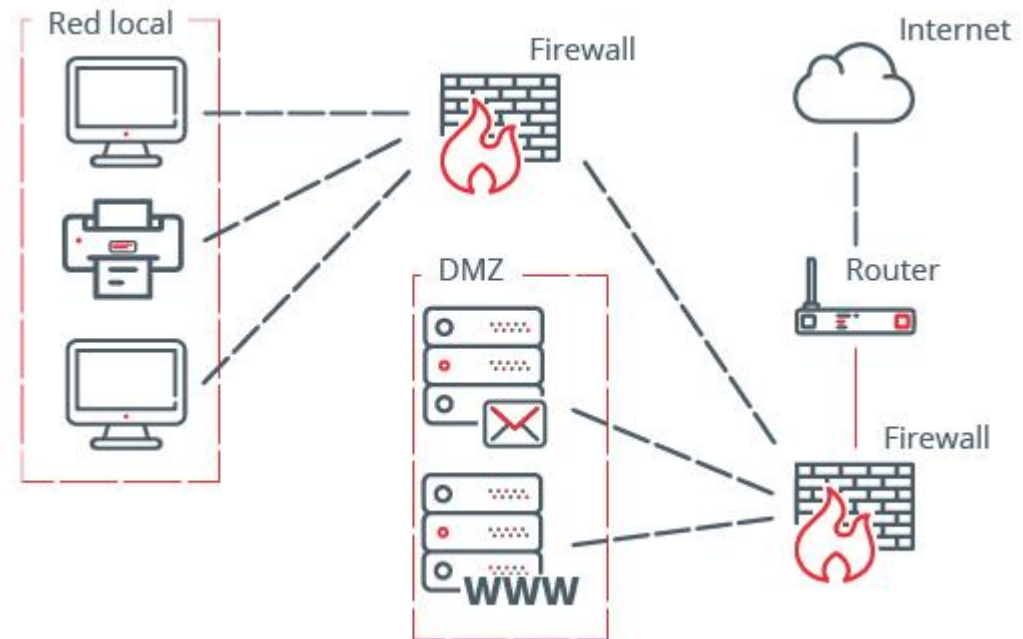 Red local
Firewall
Internet
DMZ
Router
Firewall
WWW